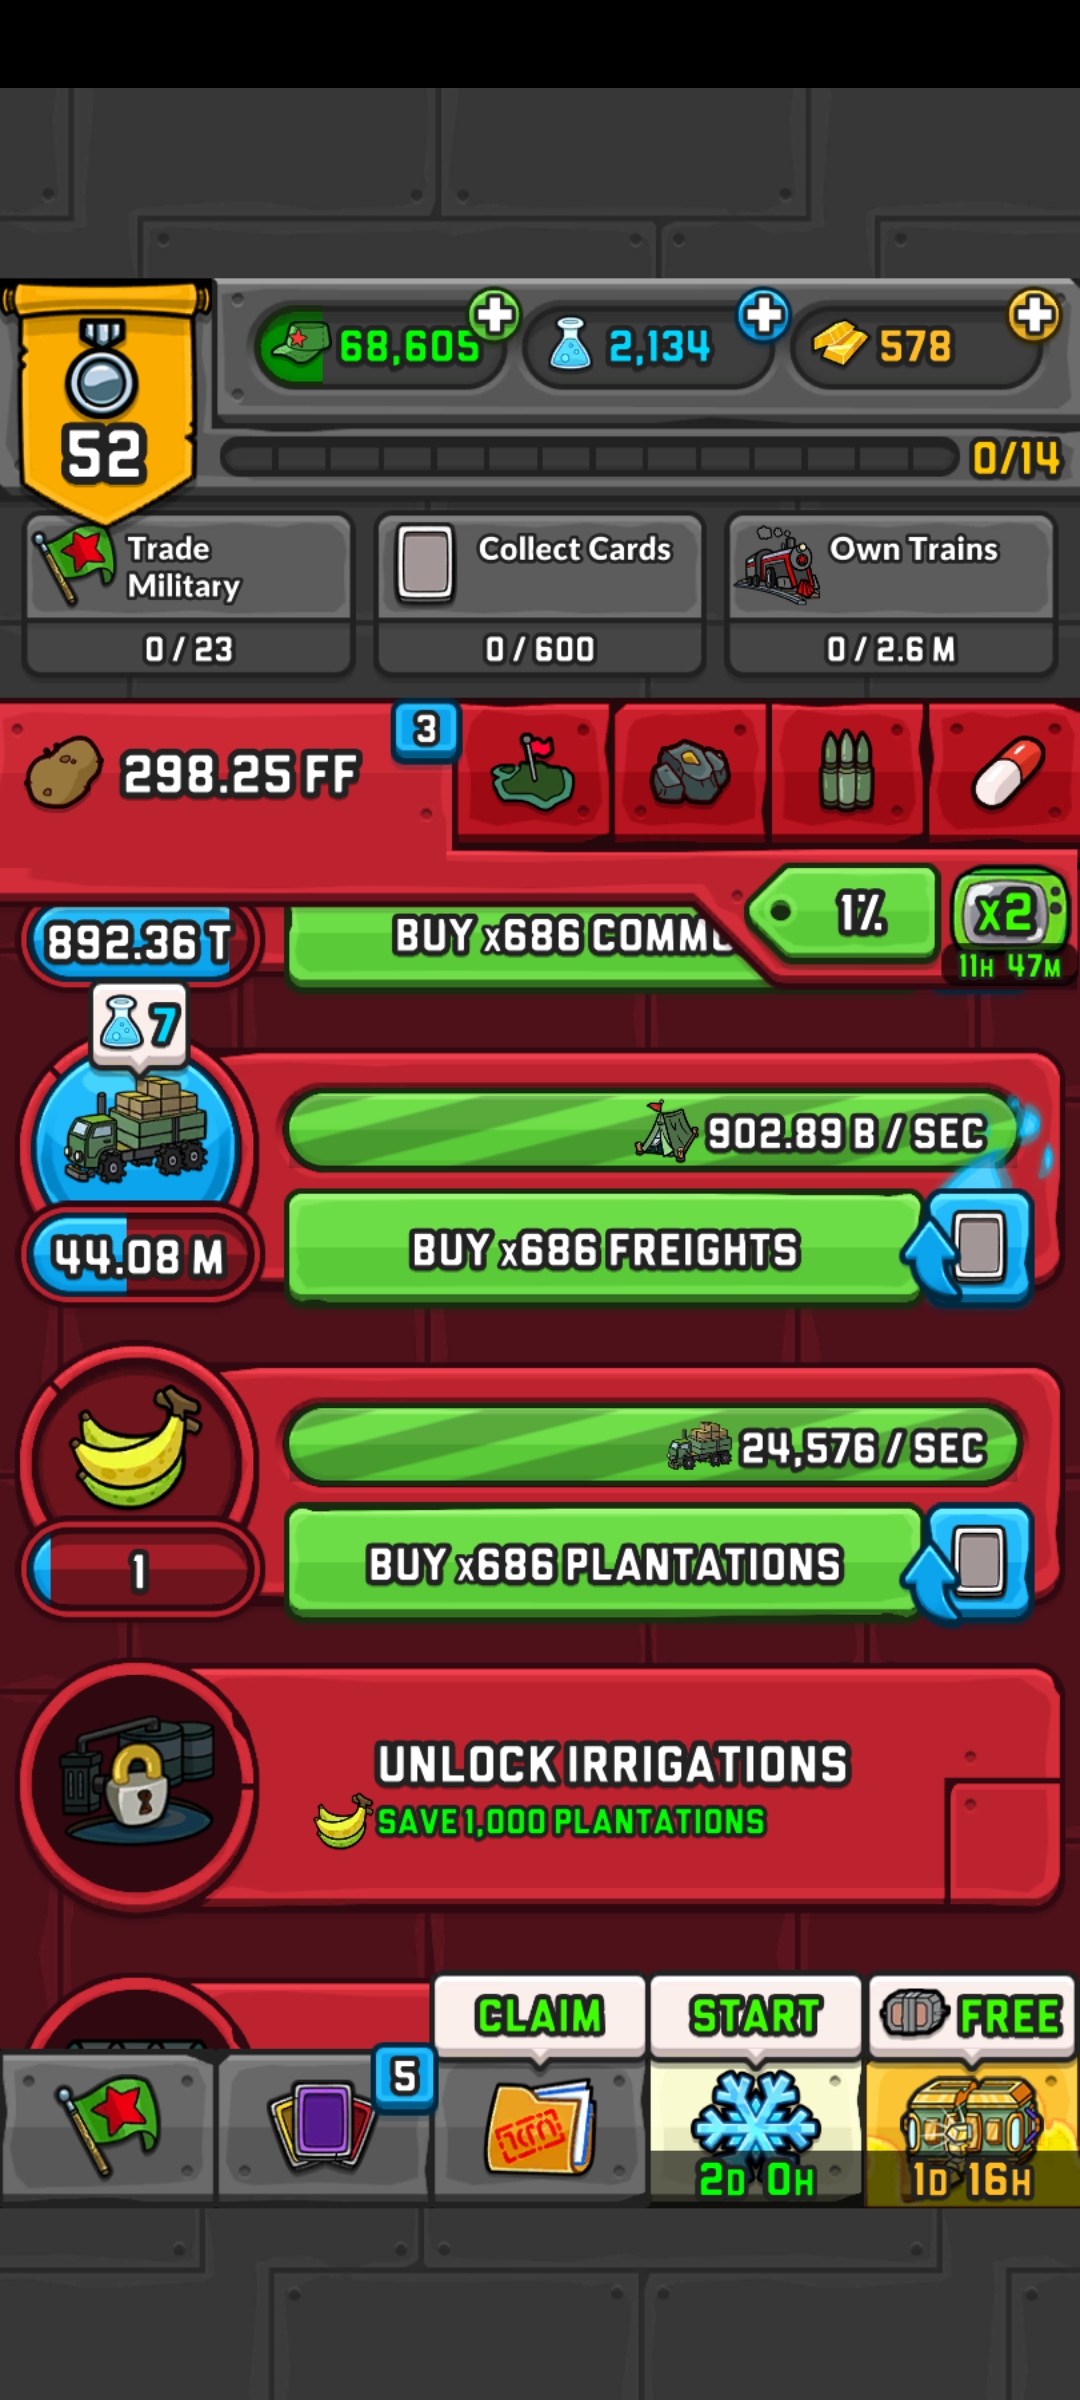 68,605
2,134
578
52
0/14
Trade
Military
Collect Cards
Own Trains
0 / 23
0 / 600
0 / 2.6 M
298.25 FF
3
1%
x2
11H 47M
892.36 T
BUY x686 COMMU
7
902.89 B / SEC
44.08 M
BUY x686 FREIGHTS
24,576 / SEC
1
BUY x686 PLANTATIONS
UNLOCK IRRIGATIONS
SAVE 1,000 PLANTATIONS
CLAIM
START
FREE
5
2D 0H
1D 16H